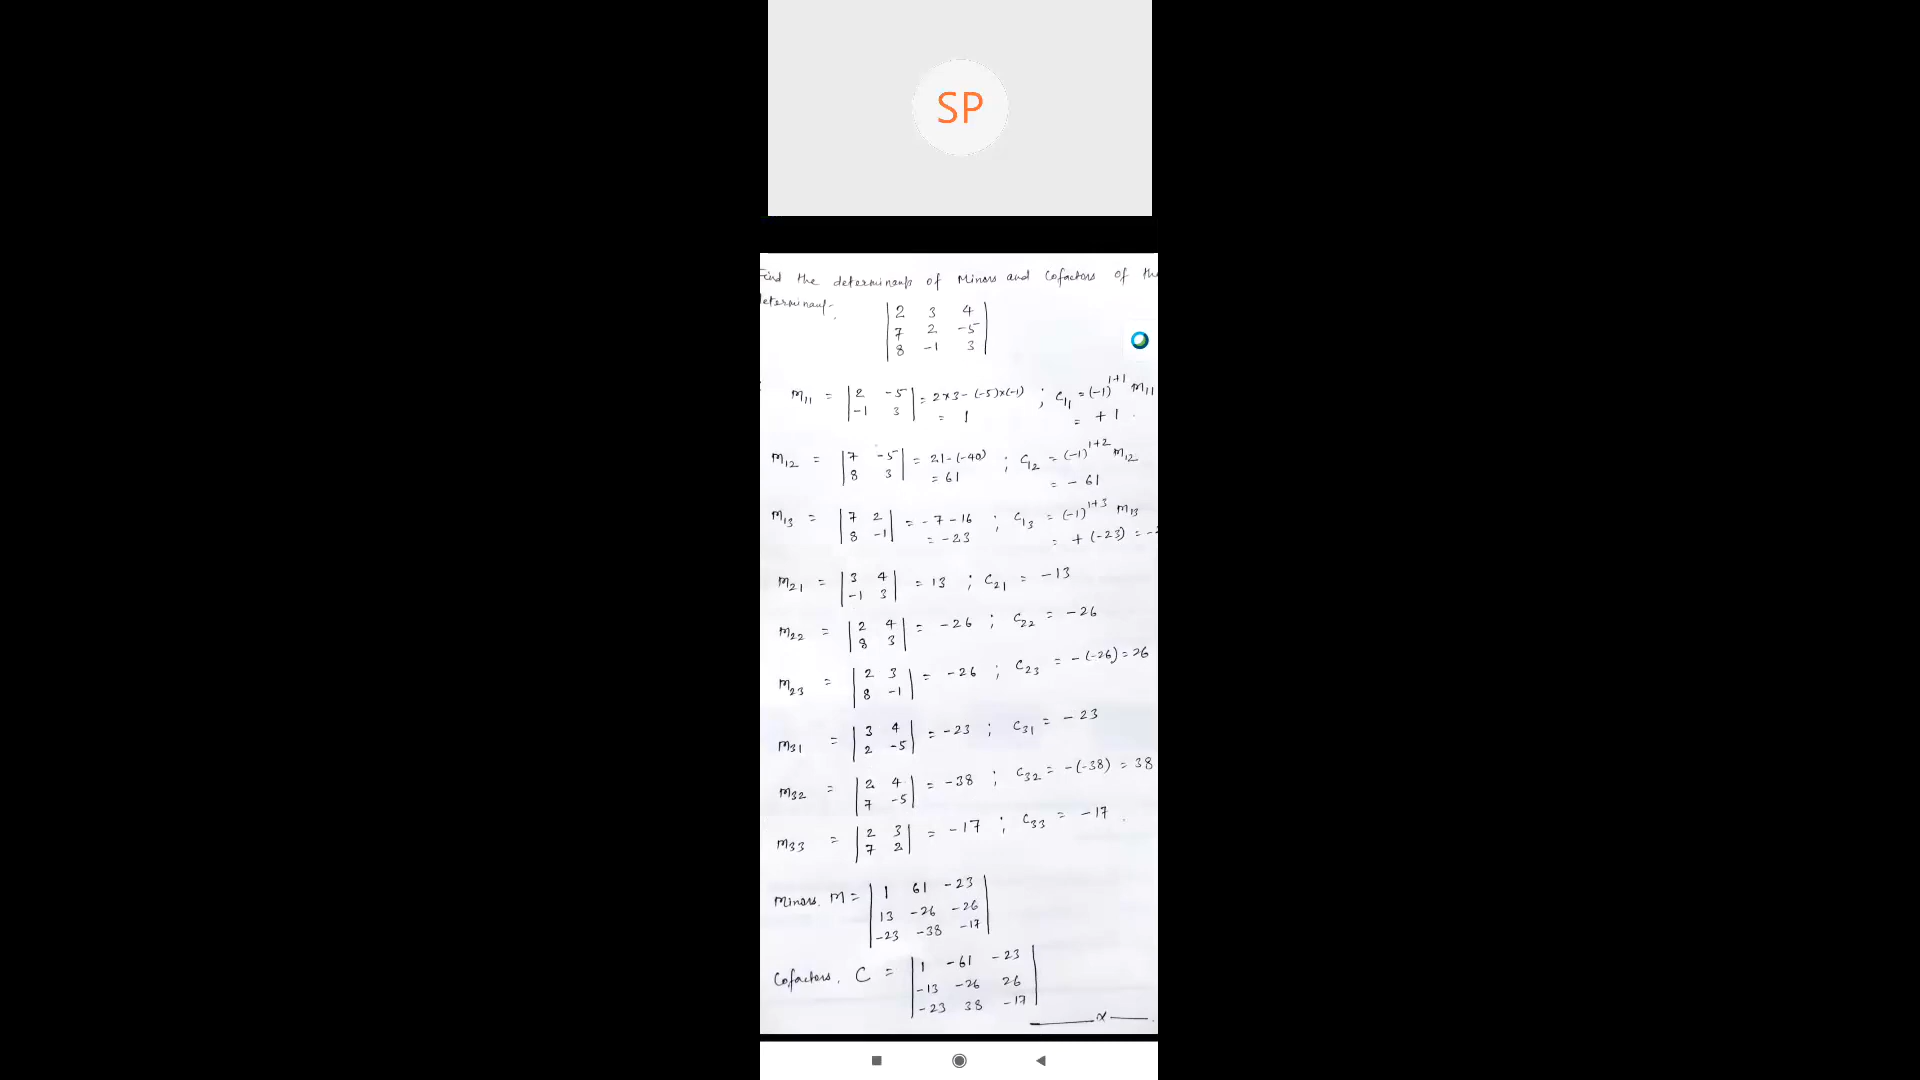 SP
Find the determinants of Minors and Cofactors of the
determinant.
| 2 3 4 |
| 7 2 -5 |
| 8 -1 3 |
M₁₁ = | 2 -5 | = 2×3 - (-5)×(-1) ; C₁₁ = (-1)¹⁺¹ M₁₁
| -1 3 | = 1 = +1.
M₁₂ = | 7 -5 | = 21-(-40) ; C₁₂ = (-1)¹⁺² M₁₂
| 8 3 | = 61 = - 61
M₁₃ = | 7 2 | = -7-16 ; C₁₃ = (-1)¹⁺³ M₁₃
| 8 -1 | = -23 = + (-23) = -
M₂₁ = | 3 4 | = 13 ; C₂₁ = -13
| -1 3 |
M₂₂ = | 2 4 | = -26 ; C₂₂ = -26
| 8 3 |
M₂₃ = | 2 3 | = -26 ; C₂₃ = -(-26) = 26
| 8 -1 |
M₃₁ = | 3 4 | = -23 ; C₃₁ = -23
| 2 -5 |
M₃₂ = | 2 4 | = -38 ; C₃₂ = -(-38) = 38
| 7 -5 |
M₃₃ = | 2 3 | = -17 ; C₃₃ = -17.
| 7 2 |
Minors. M = | 1 61 -23 |
| 13 -26 -26 |
| -23 -38 -17 |
Cofactors, C = | 1 -61 -23 |
| -13 -26 26 |
| -23 38 -17 |
x